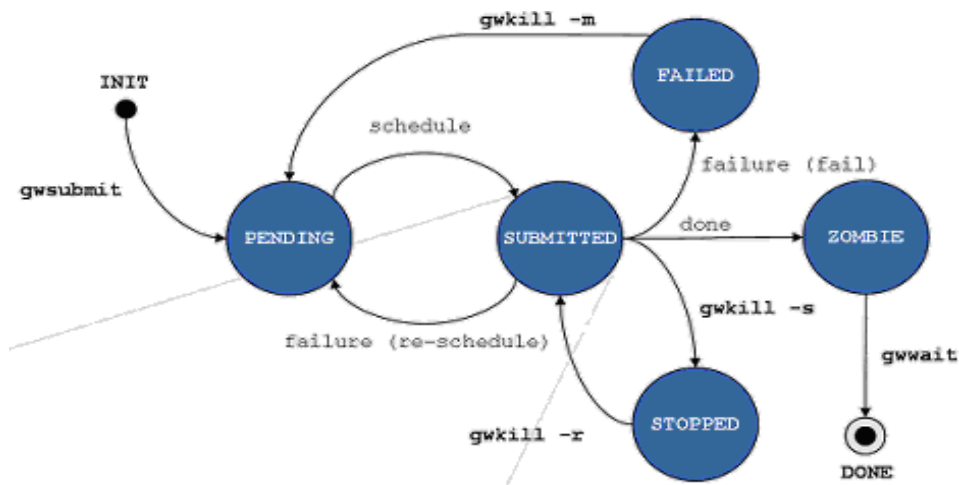 gwkill -m
FAILED
INIT
schedule
failure (fail)
gwsubmit
PENDING
SUBMITTED
done
ZOMBIE
gwkill -s
failure (re-schedule)
gwwait
gwkill -r
STOPPED
DONE